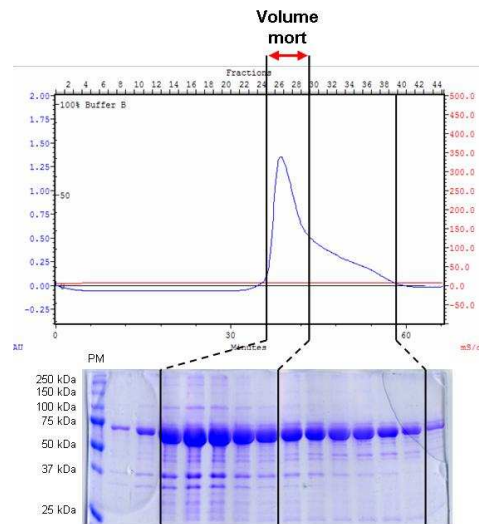 Volume
mort
Fractions
2 4 6 8 10 12 14 16 18 20 22 24 26 28 30 32 34 36 38 40 42 44
2.00
100% Buffer B
500.0
1.75
450.0
1.50
400.0
350.0
1.25
300.0
1.00
50
250.0
0.75
200.0
0.50
150.0
100.0
0.25
50.0
0.00
0.0
-0.25
-50.0
0
30
60
AU
Minutes
mS/c
PM
250 kDa
150 kDa
100 kDa
75 kDa
50 kDa
37 kDa
25 kDa